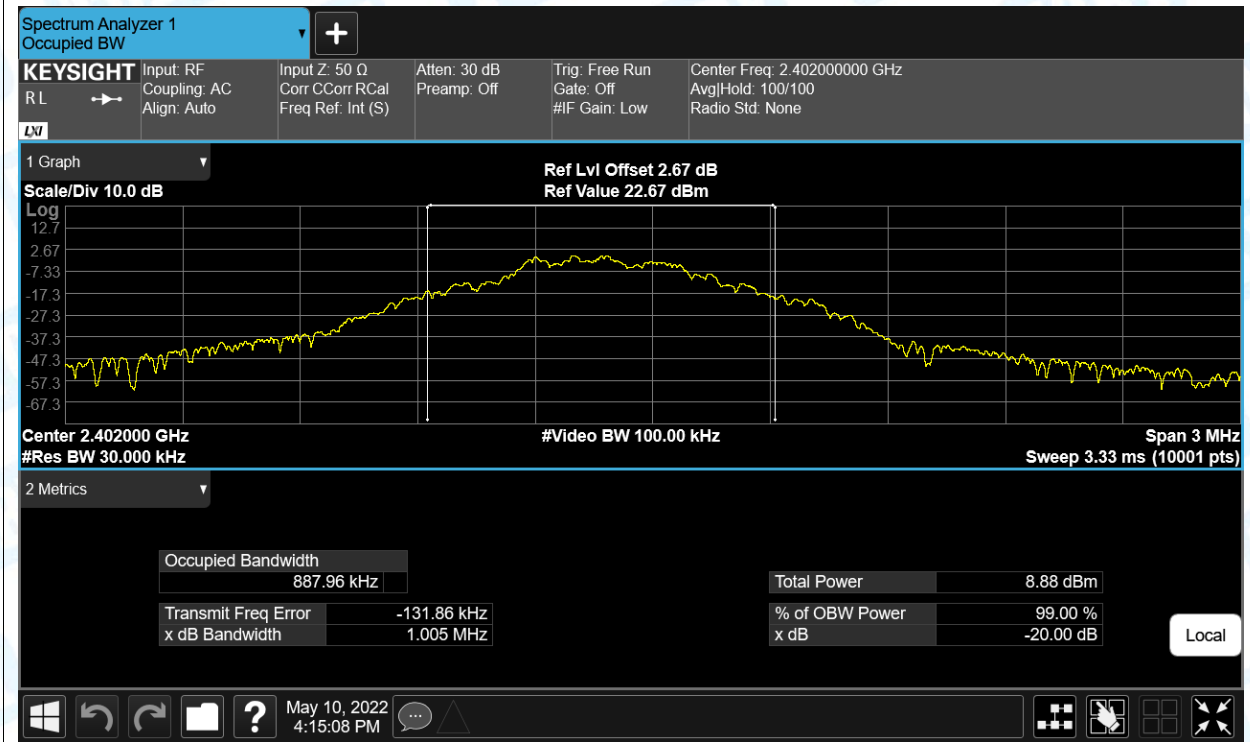 Spectrum Analyzer 1
Occupied BW
+
KEYSIGHT
R L
LXI
Input: RF
Coupling: AC
Align: Auto
Input Z: 50 Ω
Corr CCorr RCal
Freq Ref: Int (S)
Atten: 30 dB
Preamp: Off
Trig: Free Run
Gate: Off
#IF Gain: Low
Center Freq: 2.402000000 GHz
Avg|Hold: 100/100
Radio Std: None
1 Graph
Scale/Div 10.0 dB
Ref Lvl Offset 2.67 dB
Ref Value 22.67 dBm
Log
12.7
2.67
-7.33
-17.3
-27.3
-37.3
-47.3
-57.3
-67.3
Center 2.402000 GHz
#Video BW 100.00 kHz
Span 3 MHz
#Res BW 30.000 kHz
Sweep 3.33 ms (10001 pts)
2 Metrics
Occupied Bandwidth
887.96 kHz
Total Power 8.88 dBm
Transmit Freq Error -131.86 kHz
% of OBW Power 99.00 %
x dB Bandwidth 1.005 MHz
x dB -20.00 dB
Local
?
May 10, 2022
4:15:08 PM